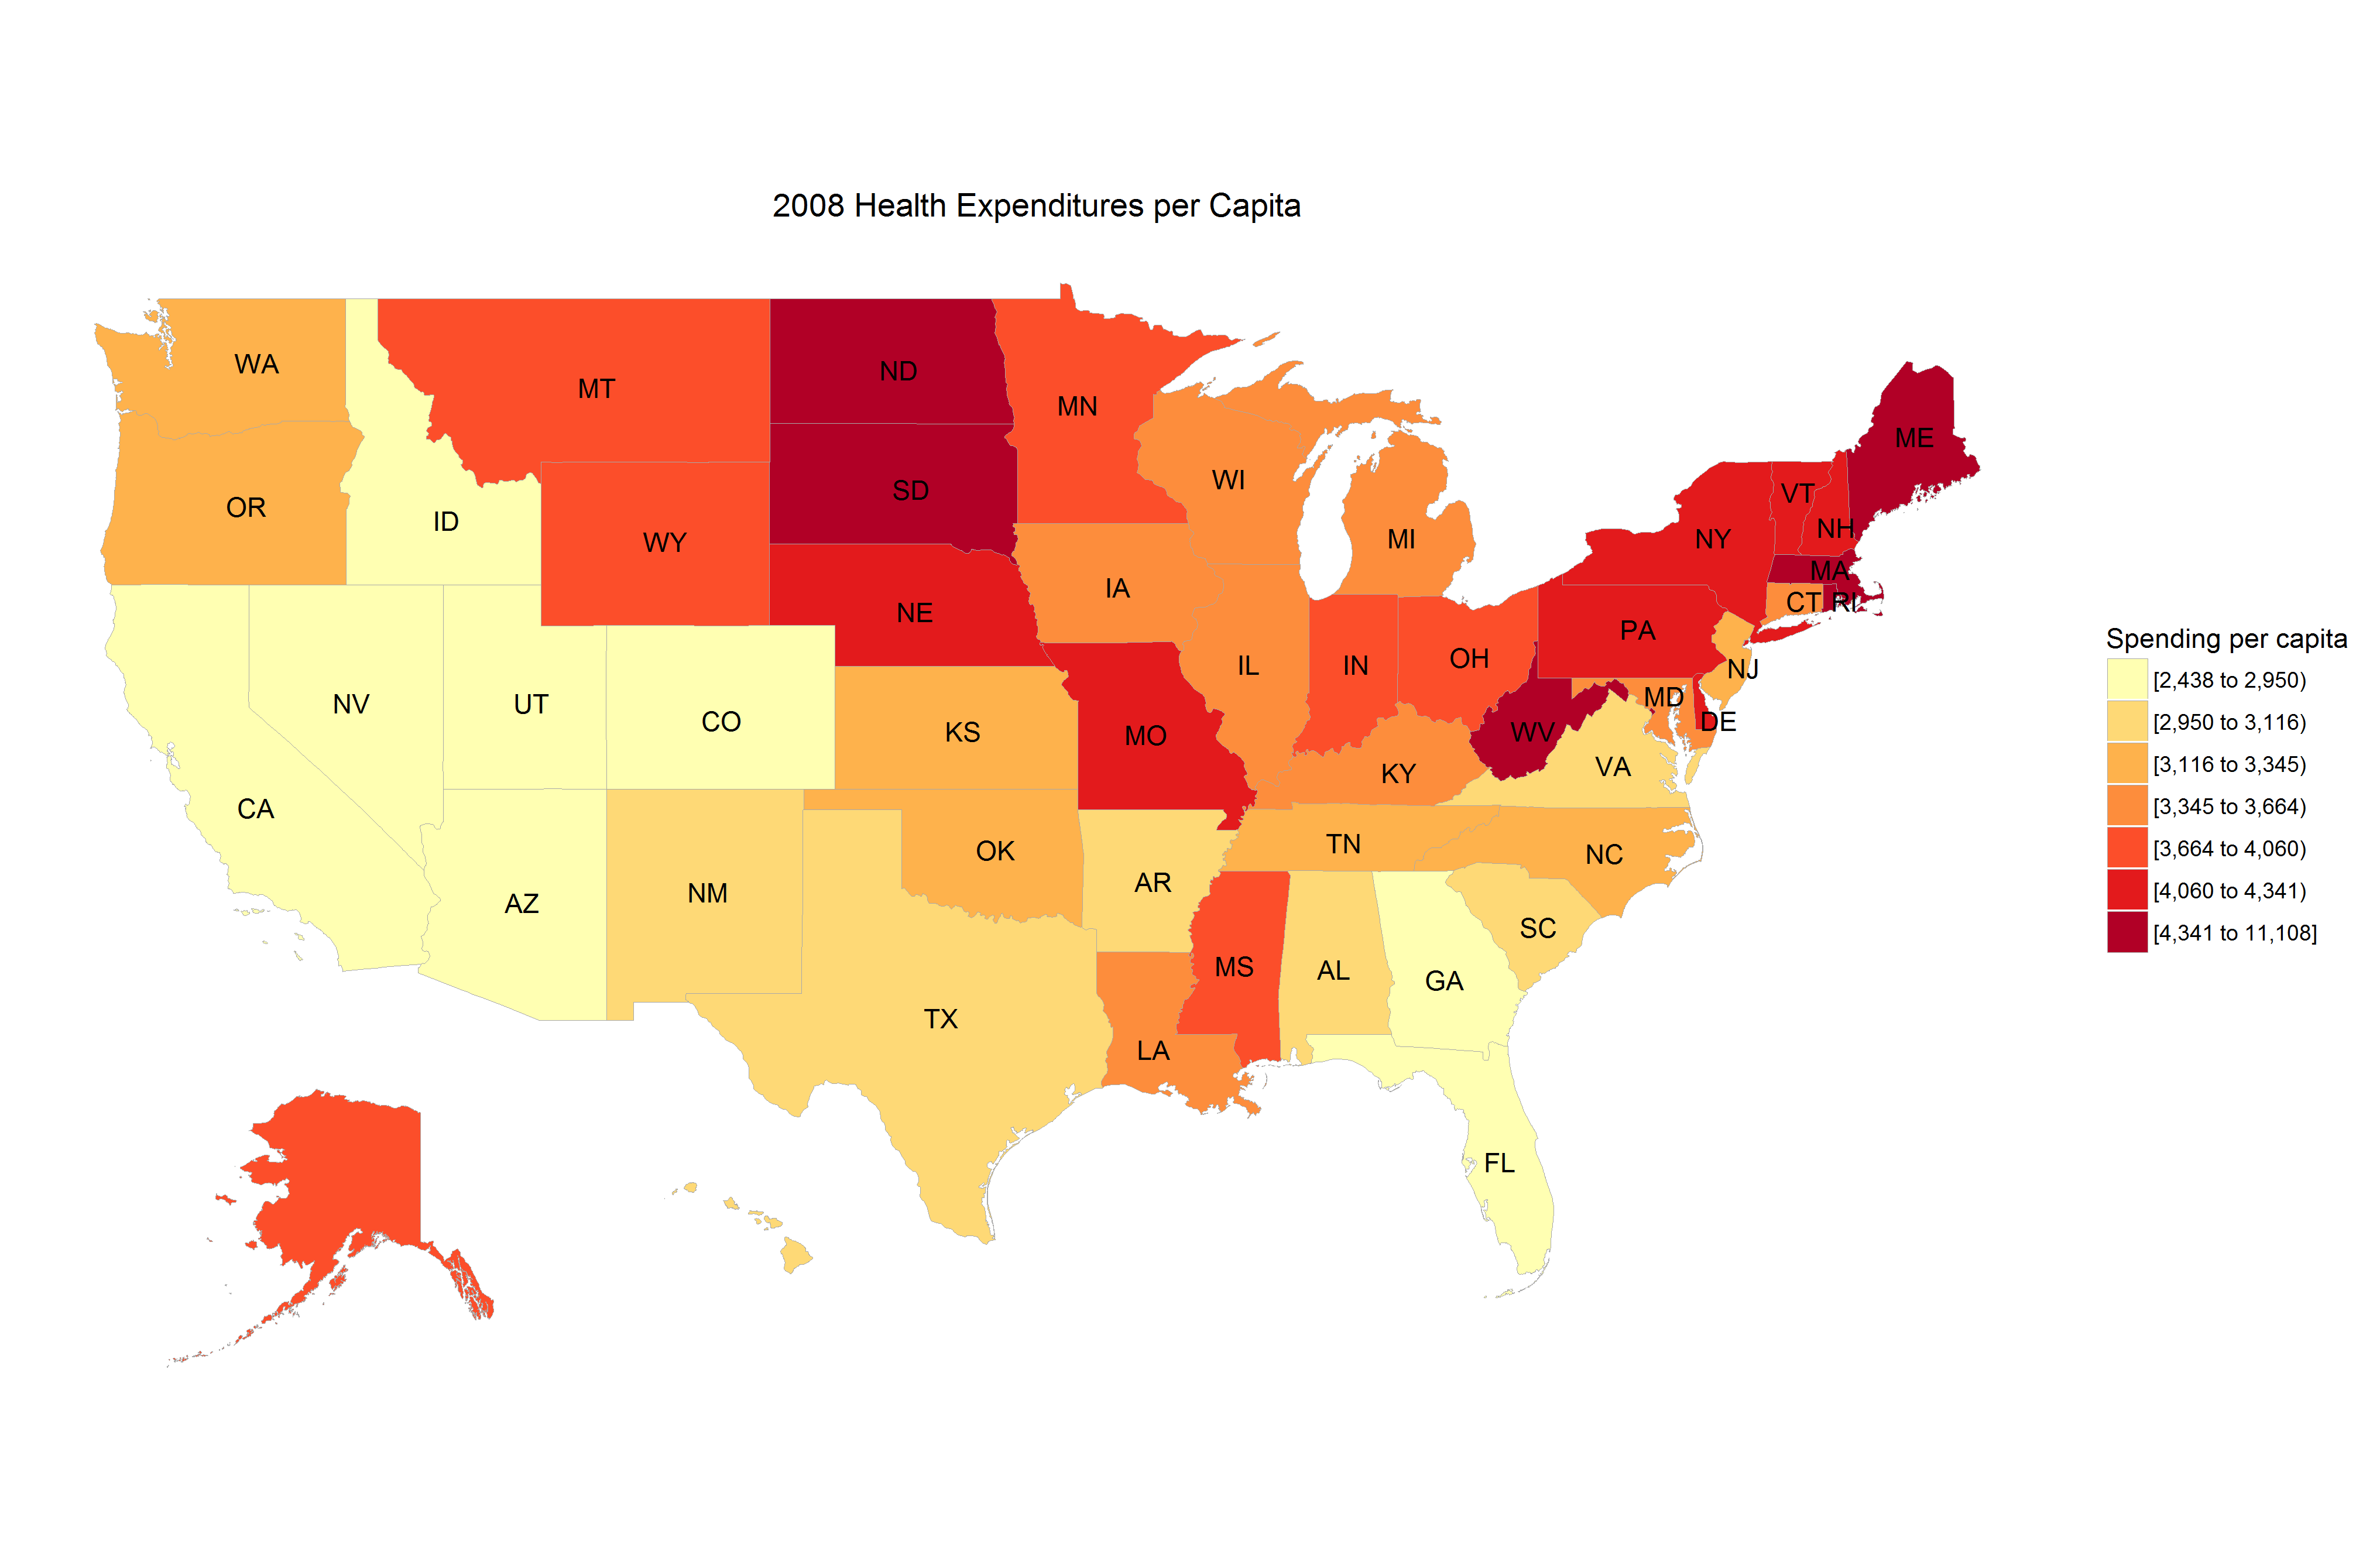 2008 Health Expenditures per Capita
WA
MT
ND
MN
ME
OR
ID
WY
SD
WI
MI
NY
VT
NH
MA
CT RI
NE
IA
PA
NV
UT
CO
KS
MO
IL
IN
OH
NJ
MD
DE
WV
VA
KY
CA
AZ
NM
OK
AR
TN
NC
SC
MS
AL
GA
TX
LA
FL
Spending per capita
[2,438 to 2,950)
[2,950 to 3,116)
[3,116 to 3,345)
[3,345 to 3,664)
[3,664 to 4,060)
[4,060 to 4,341)
[4,341 to 11,108]